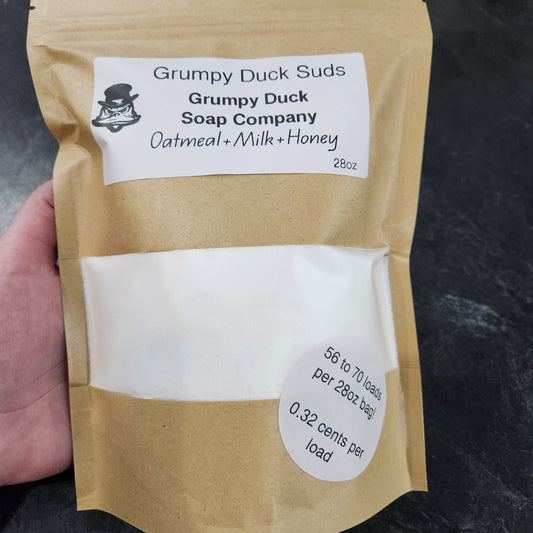 Grumpy Duck Suds
Grumpy Duck
Soap Company
Oatmeal+Milk+Honey
28oz
56 to 70 loads
per 28oz bag!
0.32 cents per
load